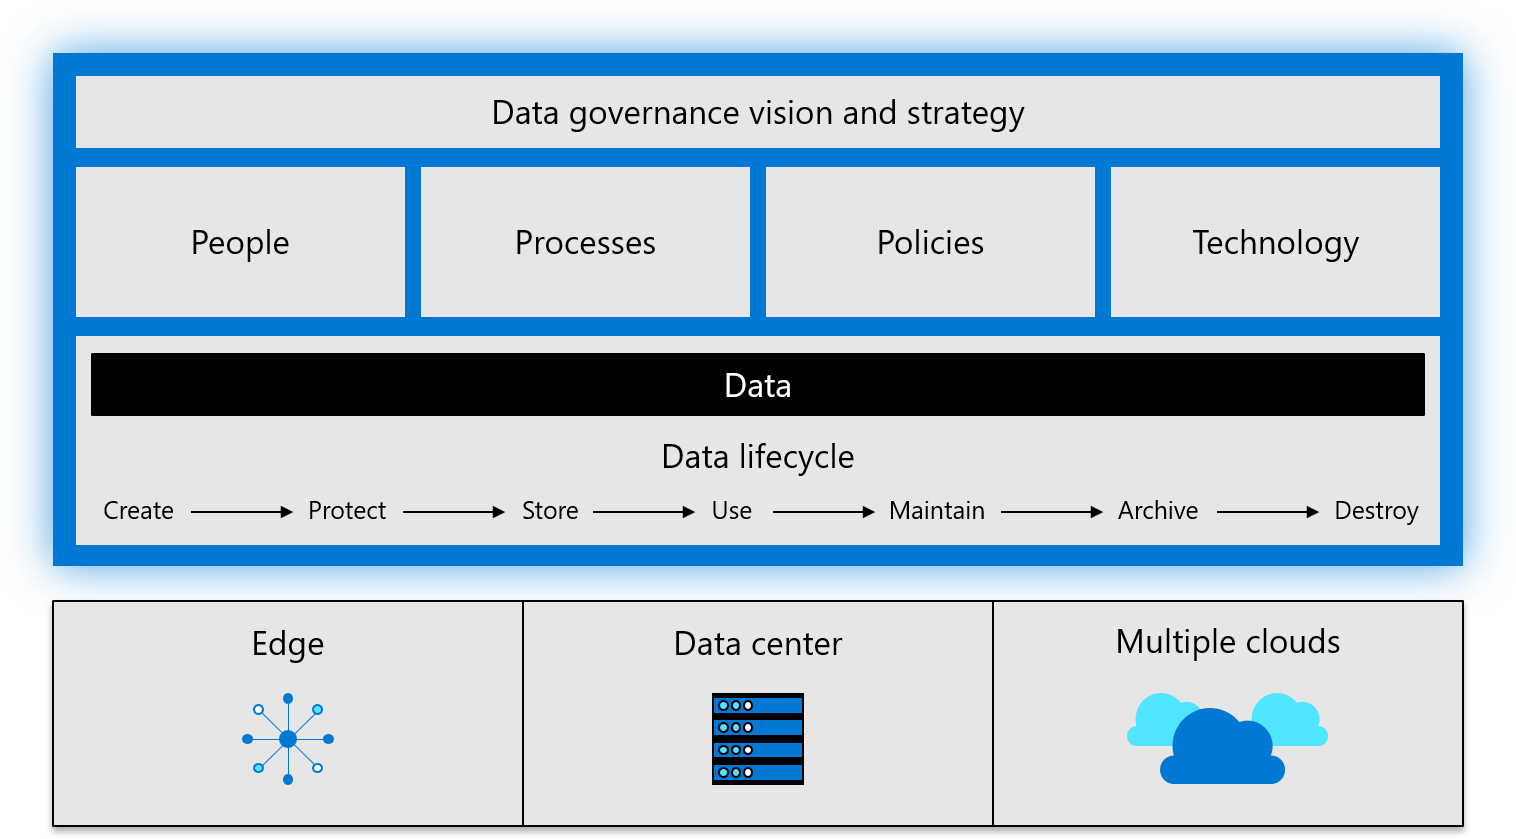 Data governance vision and strategy
People Processes Policies Technology
Data
Data lifecycle
Create Protect Store Use Maintain Archive Destroy
Edge Data center Multiple clouds